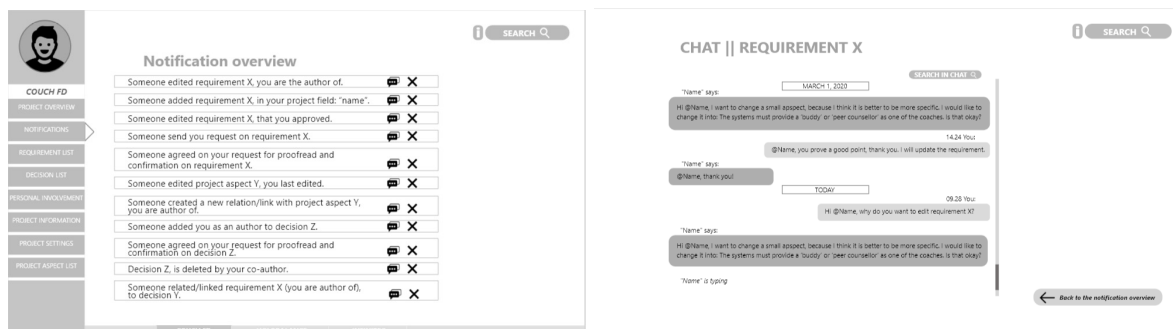 SEARCH
Notification overview
COUCH FD
PROJECT OVERVIEW
NOTIFICATIONS
REQUIREMENT LIST
DECISION LIST
PERSONAL INVOLVEMENT
PROJECT INFORMATION
PROJECT SETTINGS
PROJECT ASPECT LIST
Someone edited requirement X, you are the author of.
Someone added requirement X, in your project field: "name".
Someone edited requirement X, that you approved.
Someone send you request on requirement X.
Someone agreed on your request for proofread and
confirmation on requirement X.
Someone edited project aspect Y, you last edited.
Someone created a new relation/link with project aspect Y,
you are author of.
Someone added you as an author to decision Z.
Someone agreed on your request for proofread and
confirmation on decision Z.
Decision Z, is deleted by your co-author.
Someone related/linked requirement X (you are author of),
to decision Y.
i SEARCH
CHAT || REQUIREMENT X
SEARCH IN CHAT
MARCH 1, 2020
"Name" says:
Hi @Name, I want to change a small apspect, because I think it is better to be more specific. I would like to
change it into: The systems must provide a 'buddy' or 'peer counsellor' as one of the coaches. Is that okay?
14.24 You:
@Name, you prove a good point, thank you. I will update the requirement.
"Name" says:
@Name, thank you!
TODAY
09.28 You:
Hi @Name, why do you want to edit requirement X?
"Name" says:
Hi @Name, I want to change a small apspect, because I think it is better to be more specific. I would like to
change it into: The systems must provide a 'buddy' or 'peer counsellor' as one of the coaches. Is that okay?
"Name" is typing
Back to the notification overview